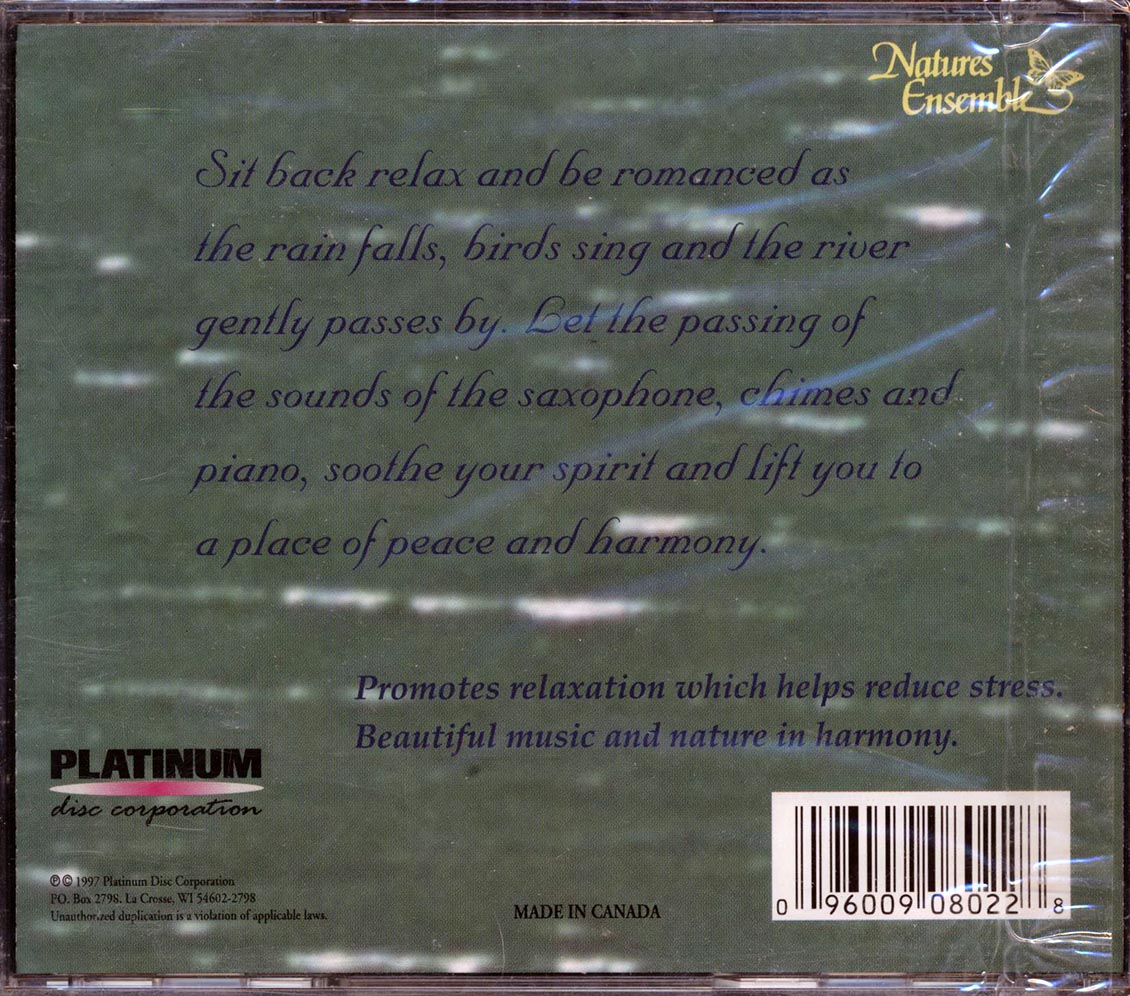 Natures
Ensemble
Sit back relax and be romanced as
the rain falls, birds sing and the river
gently passes by. Let the passing of
the sounds of the saxophone, chimes and
piano, soothe your spirit and lift you to
a place of peace and harmony.
Promotes relaxation which helps reduce stress.
Beautiful music and nature in harmony.
PLATINUM
disc corporation
℗ © 1997 Platinum Disc Corporation
PO. Box 2798. La Crosse, WI 54602-2798
Unauthorized duplication is a violation of applicable laws.
MADE IN CANADA
0 96009 08022 8